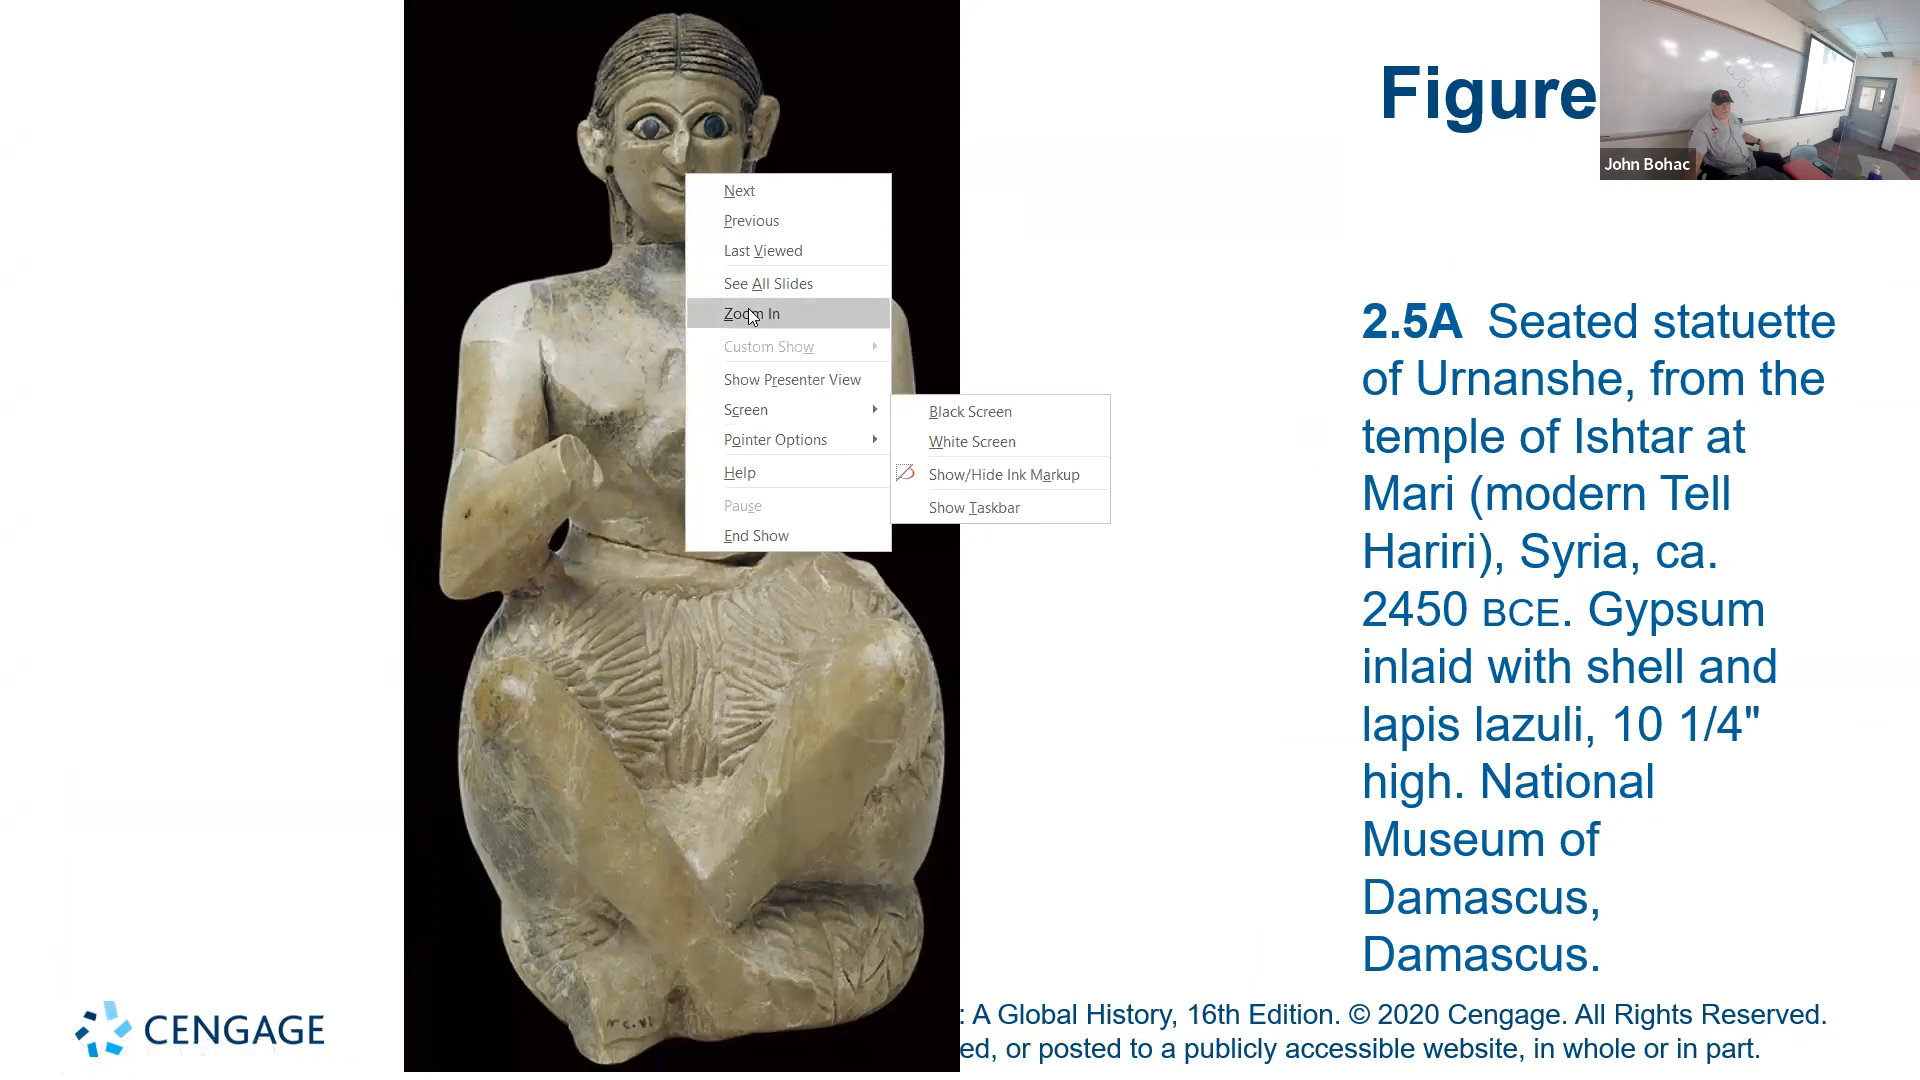 Figure
John Bohac
Next
Previous
Last Viewed
See All Slides
Zoom In
Custom Show
Show Presenter View
Screen
Pointer Options
Help
Pause
End Show
Black Screen
White Screen
Show/Hide Ink Markup
Show Taskbar
2.5A Seated statuette
of Urnanshe, from the
temple of Ishtar at
Mari (modern Tell
Hariri), Syria, ca.
2450 BCE. Gypsum
inlaid with shell and
lapis lazuli, 10 1/4"
high. National
Museum of
Damascus,
Damascus.
CENGAGE
: A Global History, 16th Edition. © 2020 Cengage. All Rights Reserved.
ed, or posted to a publicly accessible website, in whole or in part.